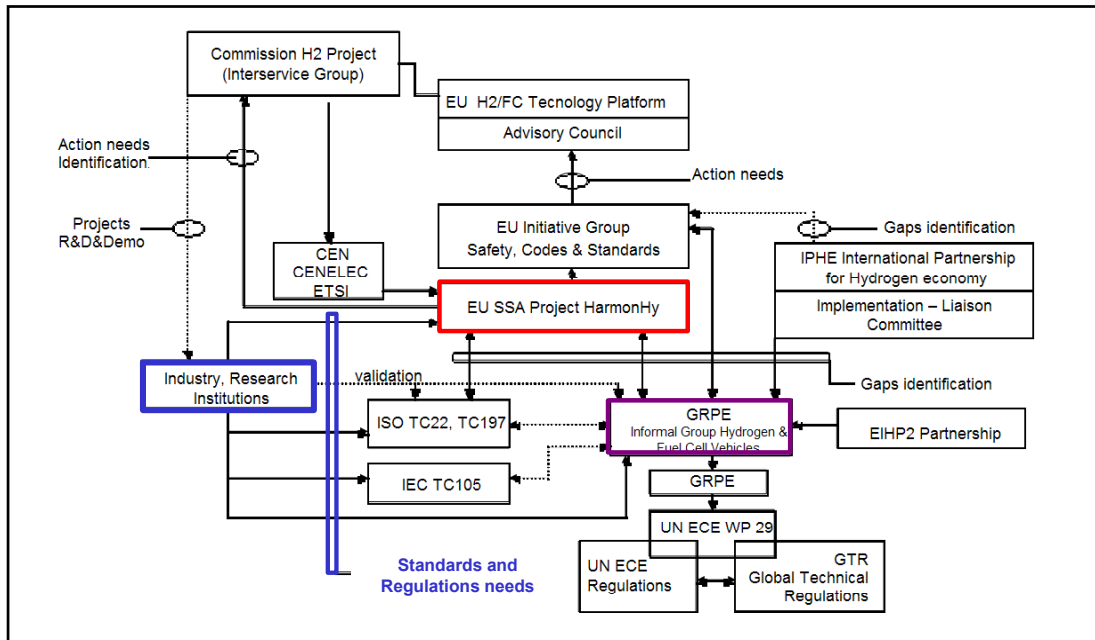 Commission H2 Project
(Interservice Group)
EU H2/FC Tecnology Platform
Advisory Council
Action needs
Identification
Action needs
Projects
R&D&Demo
EU Initiative Group
Safety, Codes & Standards
Gaps identification
CEN
CENELEC
ETSI
IPHE International Partnership
for Hydrogen economy
Implementation – Liaison
Committee
EU SSA Project HarmonHy
Industry, Research
Institutions
validation
Gaps identification
ISO TC22, TC197
GRPE
Informal Group Hydrogen &
Fuel Cell Vehicles
EIHP2 Partnership
IEC TC105
GRPE
UN ECE WP 29
Standards and
Regulations needs
UN ECE
Regulations
GTR
Global Technical
Regulations